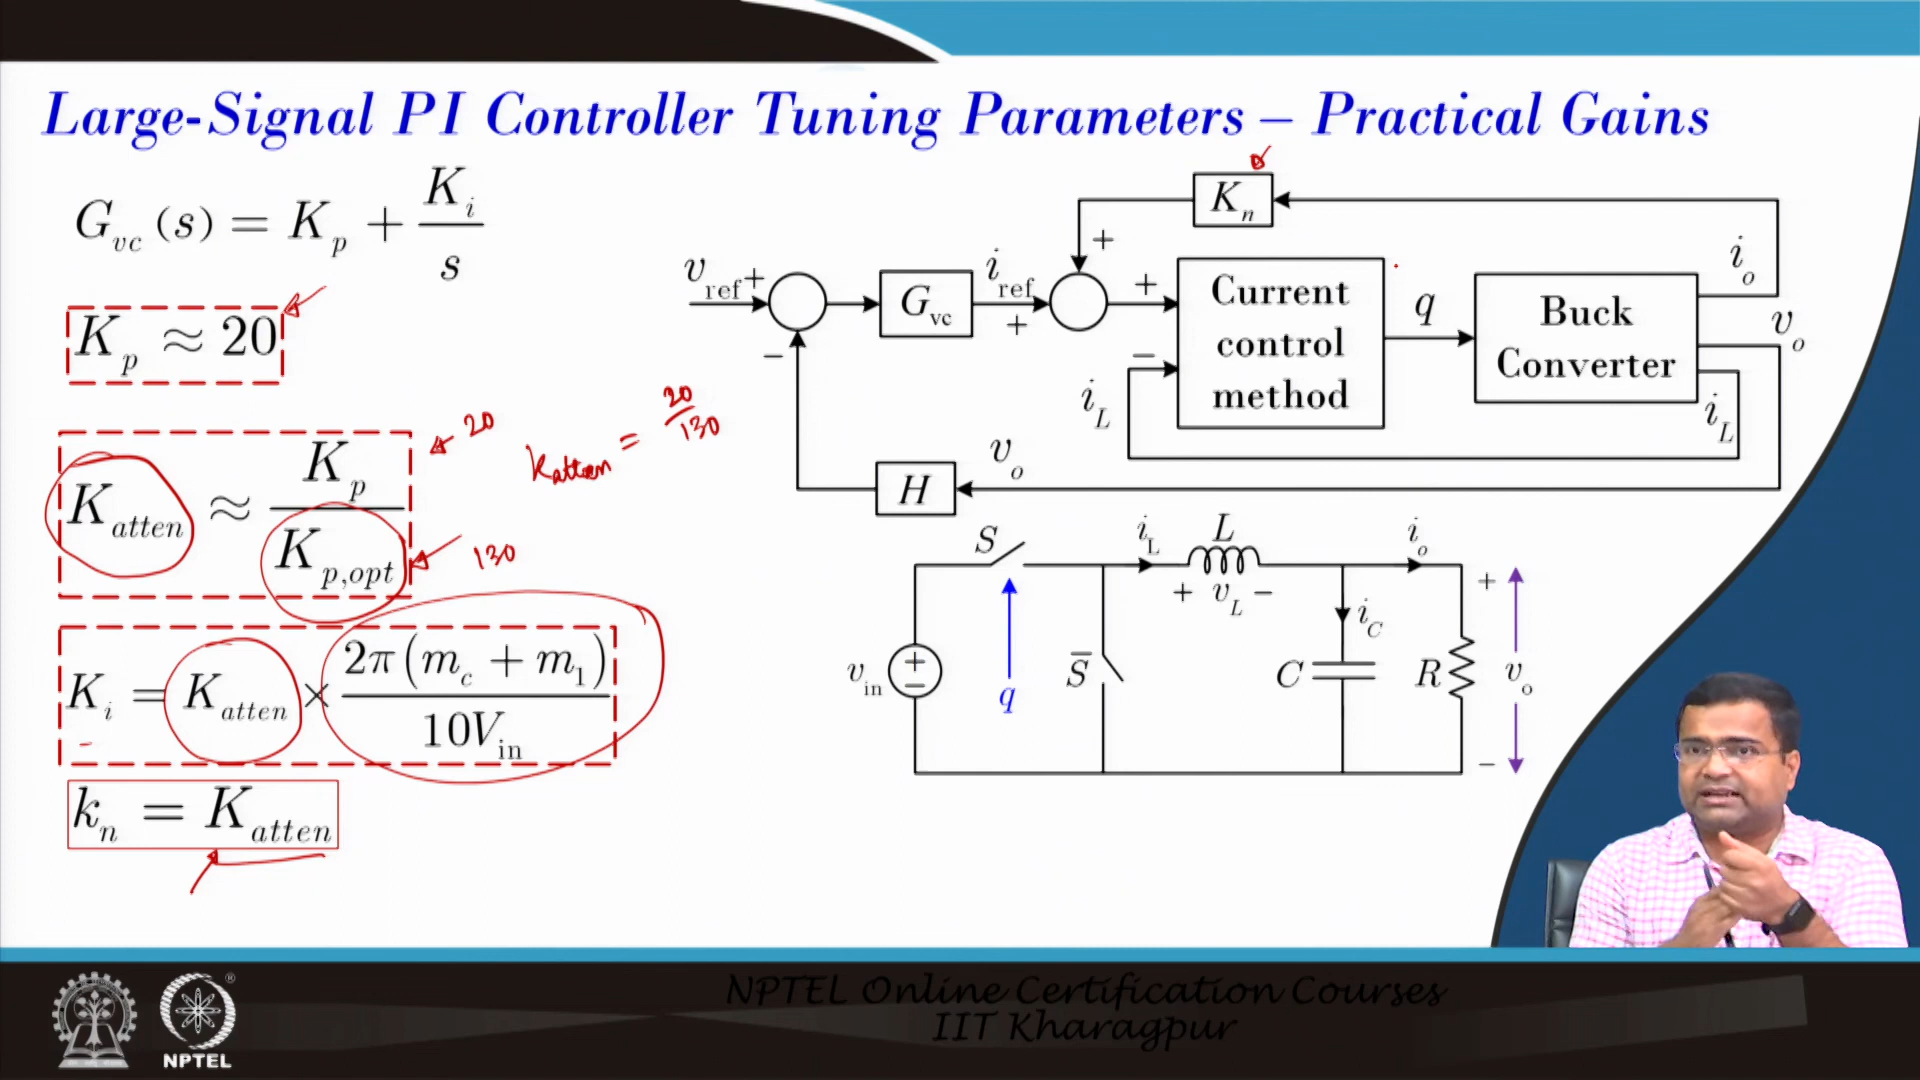 Large-Signal PI Controller Tuning Parameters – Practical Gains
G_vc (s) = K_p + K_i / s
K_p ≈ 20
K_atten ≈ K_p / K_p,opt
20
130
K_atten = 20/130
K_i = K_atten × 2π (m_c + m_1) / 10V_in
k_n = K_atten
K_n
v_ref
+
−
G_vc
i_ref
+
+
+
−
i_L
Current control method
q
Buck Converter
i_o
v_o
i_L
H
v_o
S
i_L
L
i_o
+ v_L −
i_C
v_in
+
−
q
S̅
C
R
+
v_o
−
NPTEL
®
NPTEL Online Certification Courses
IIT Kharagpur